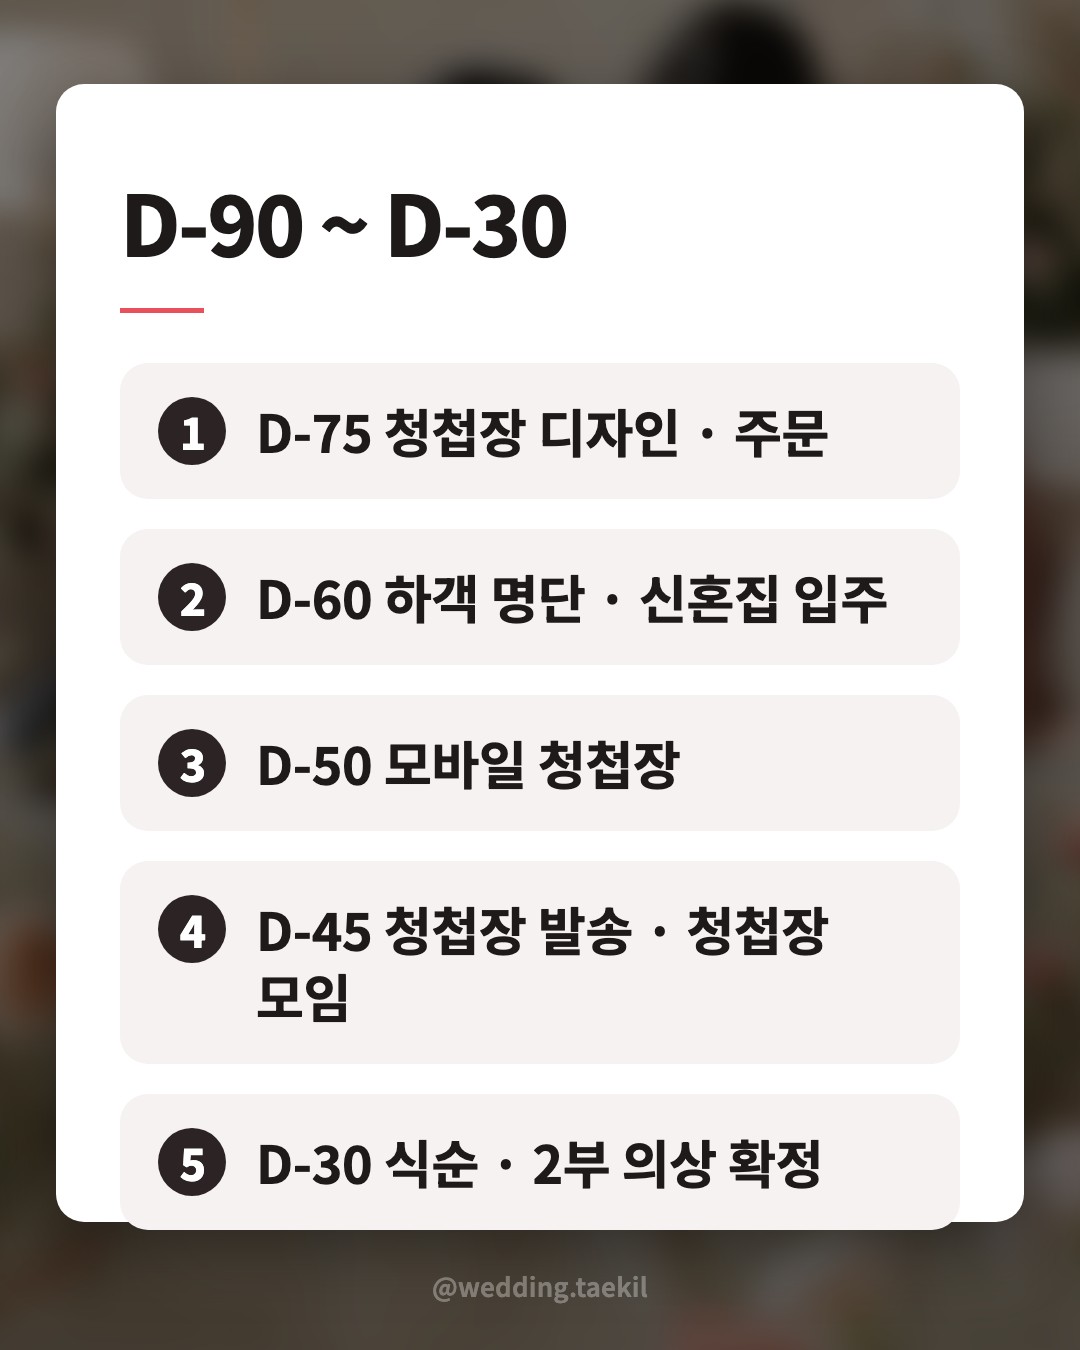 D-90 ~ D-30
1 D-75 청첩장 디자인 · 주문
2 D-60 하객 명단 · 신혼집 입주
3 D-50 모바일 청첩장
4 D-45 청첩장 발송 · 청첩장
모임
5 D-30 식순 · 2부 의상 확정
@wedding.taekil